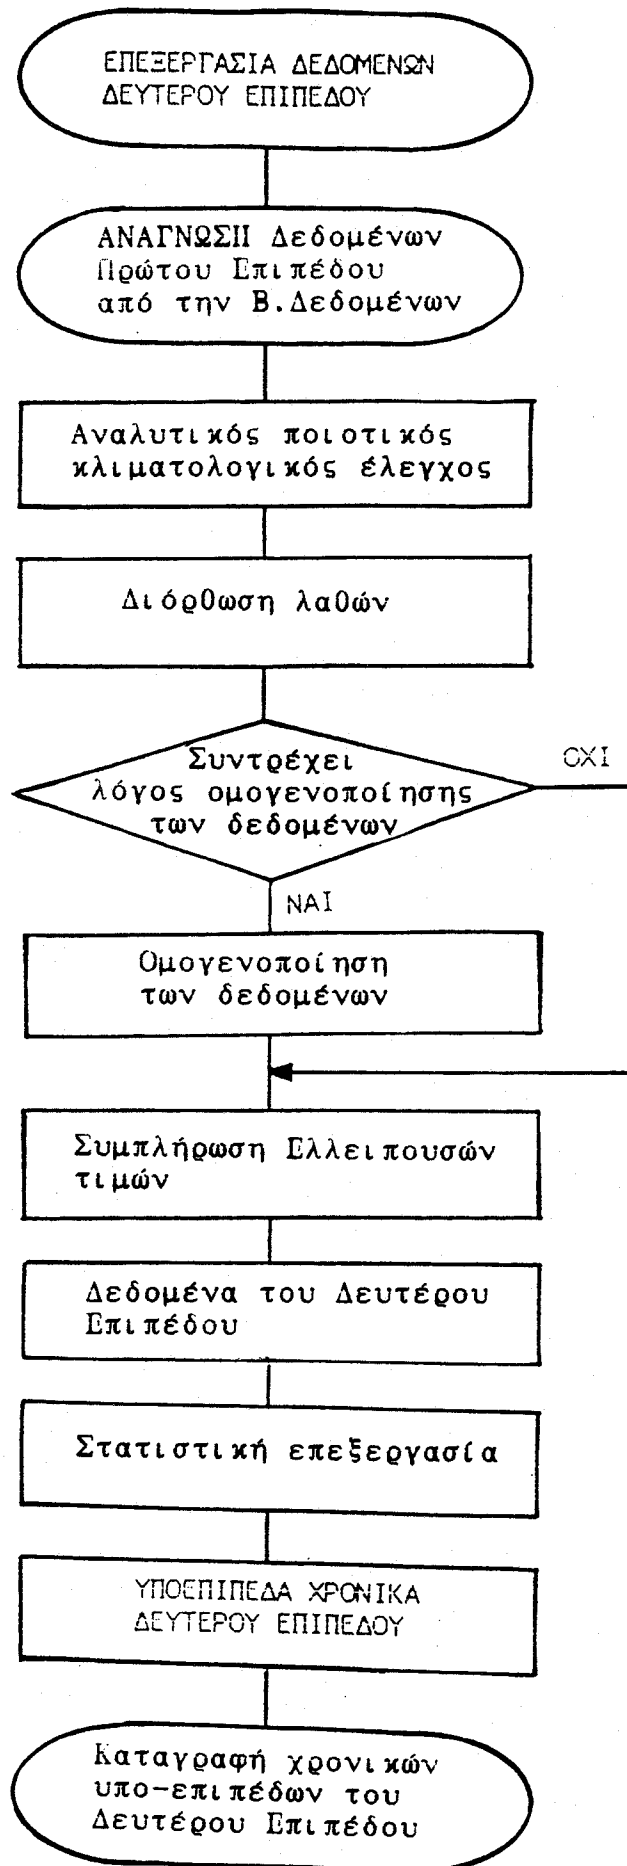 ΕΠΕΞΕΡΓΑΣΙΑ ΔΕΔΟΜΕΝΩΝ
ΔΕΥΤΕΡΟΥ ΕΠΙΠΕΔΟΥ
ΑΝΑΓΝΩΣΗ Δεδομένων
Πρώτου Επιπέδου
από την Β.Δεδομένων
Αναλυτικός ποιοτικός
κλιματολογικός έλεγχος
Διόρθωση λαθών
Συντρέχει
λόγος ομογενοποίησης
των δεδομένων
ΟΧΙ
ΝΑΙ
Ομογενοποίηση
των δεδομένων
Συμπλήρωση Ελλειπουσών
τιμών
Δεδομένα του Δευτέρου
Επιπέδου
Στατιστική επεξεργασία
ΥΠΟΕΠΙΠΕΔΑ ΧΡΟΝΙΚΑ
ΔΕΥΤΕΡΟΥ ΕΠΙΠΕΔΟΥ
Καταγραφή χρονικών
υπο-επιπέδων του
Δευτέρου Επιπέδου